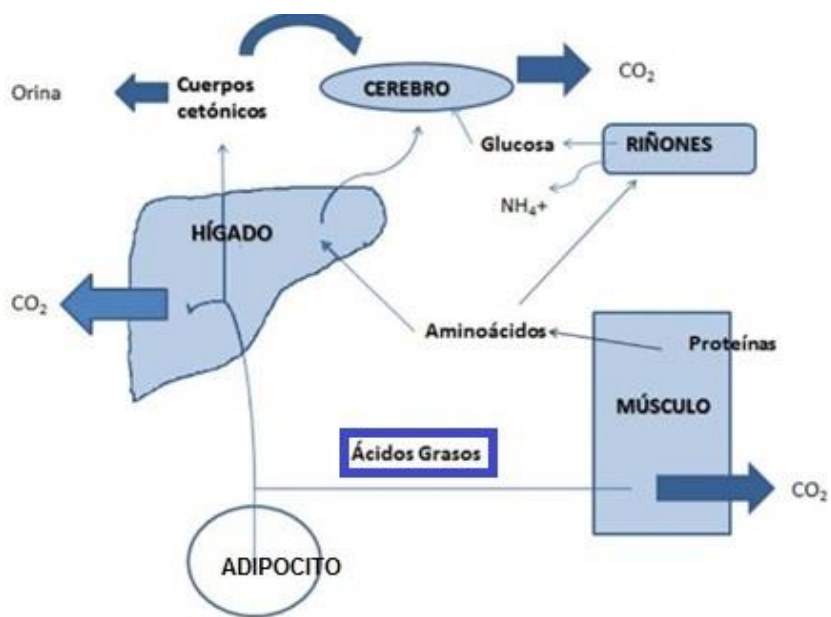 Orina
Cuerpos
cetónicos
CEREBRO
CO₂
Glucosa
RIÑONES
NH₄+
HÍGADO
CO₂
Aminoácidos
Proteínas
MÚSCULO
Ácidos Grasos
CO₂
ADIPOCITO